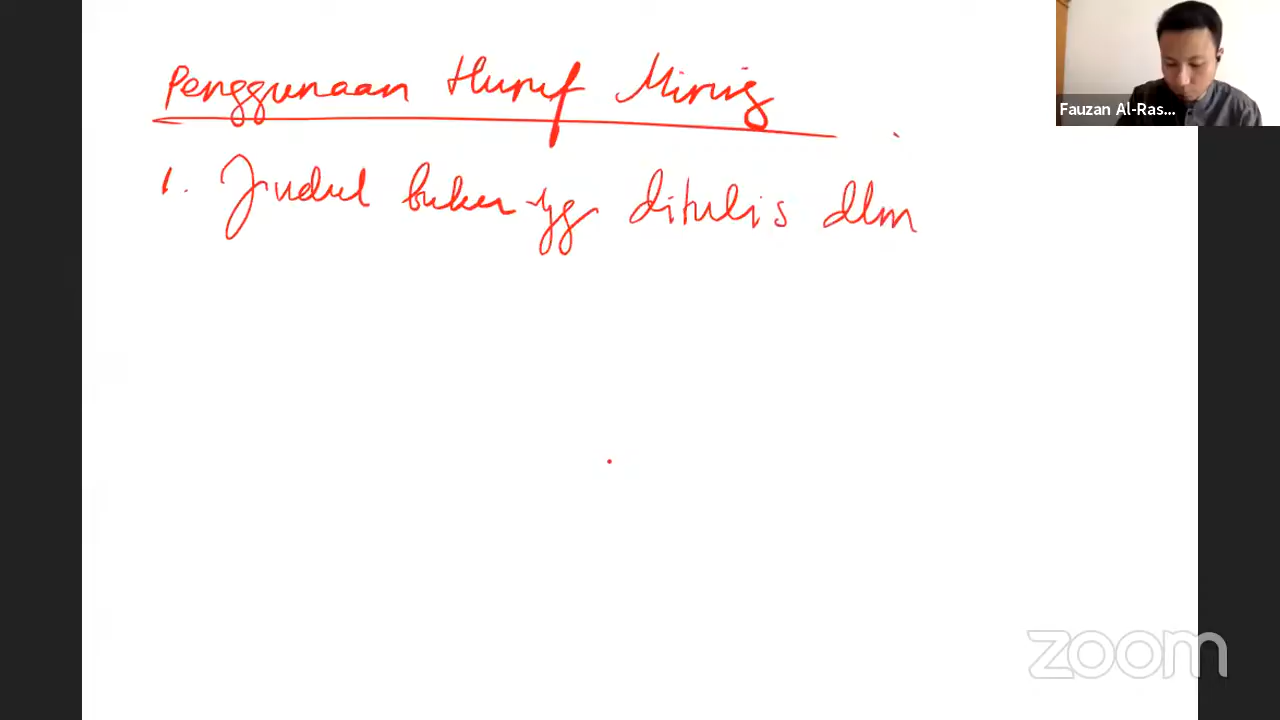 Penggunaan Huruf Miring
1. Judul buku yg ditulis dlm
Fauzan Al-Ras...
zoom